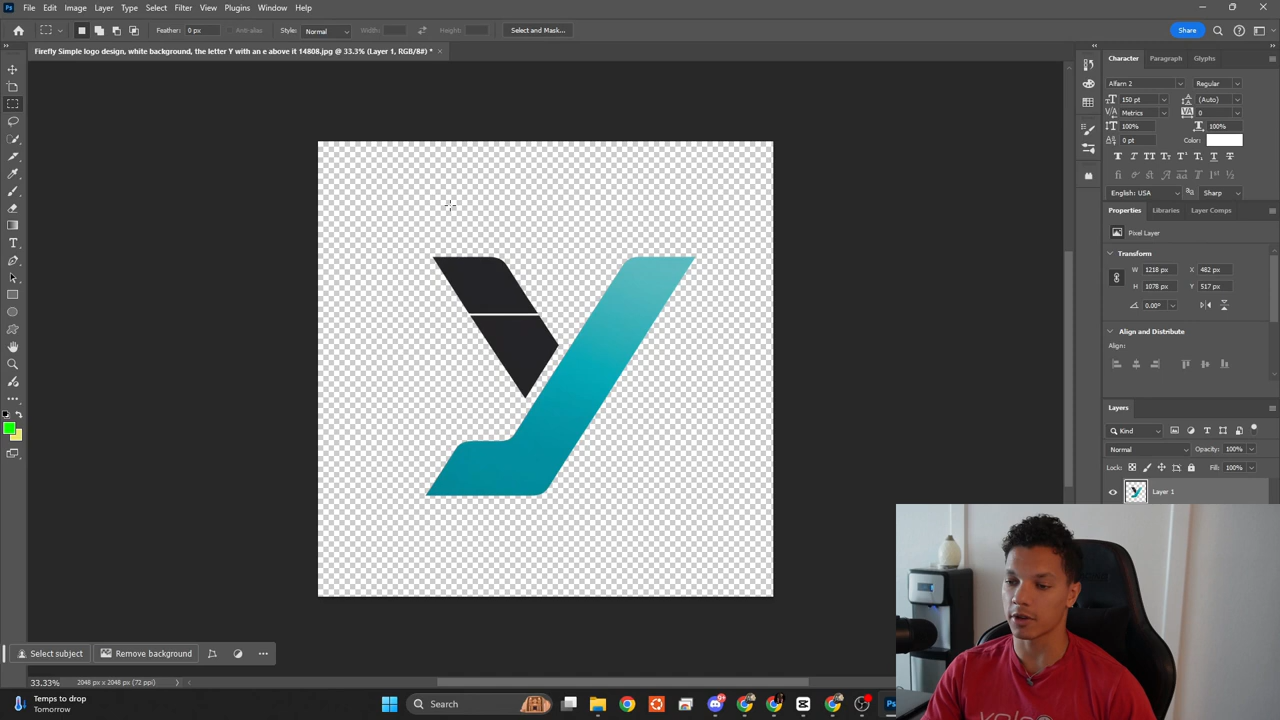 File Edit Image Layer Type Select Filter View Plugins Window Help
Feather: 0 px Anti-alias Style: Normal Width: Height: Select and Mask... Share
Firefly Simple logo design, white background, the letter Y with an e above it 14808.jpg @ 33.3% (Layer 1, RGB/8#) * ×
Character Paragraph Glyphs
Alfarn 2 Regular
150 pt (Auto)
Metrics 0
100% 100%
0 pt Color:
English: USA Sharp
Properties Libraries Layer Comps
Pixel Layer
Transform
W 1218 px X 482 px
H 1078 px Y 517 px
0.00°
Align and Distribute
Align:
Layers
Kind
Normal Opacity: 100%
Lock: Fill: 100%
Layer 1
Select subject Remove background
33.33% 2048 px x 2048 px (72 ppi)
Temps to drop
Tomorrow
Search